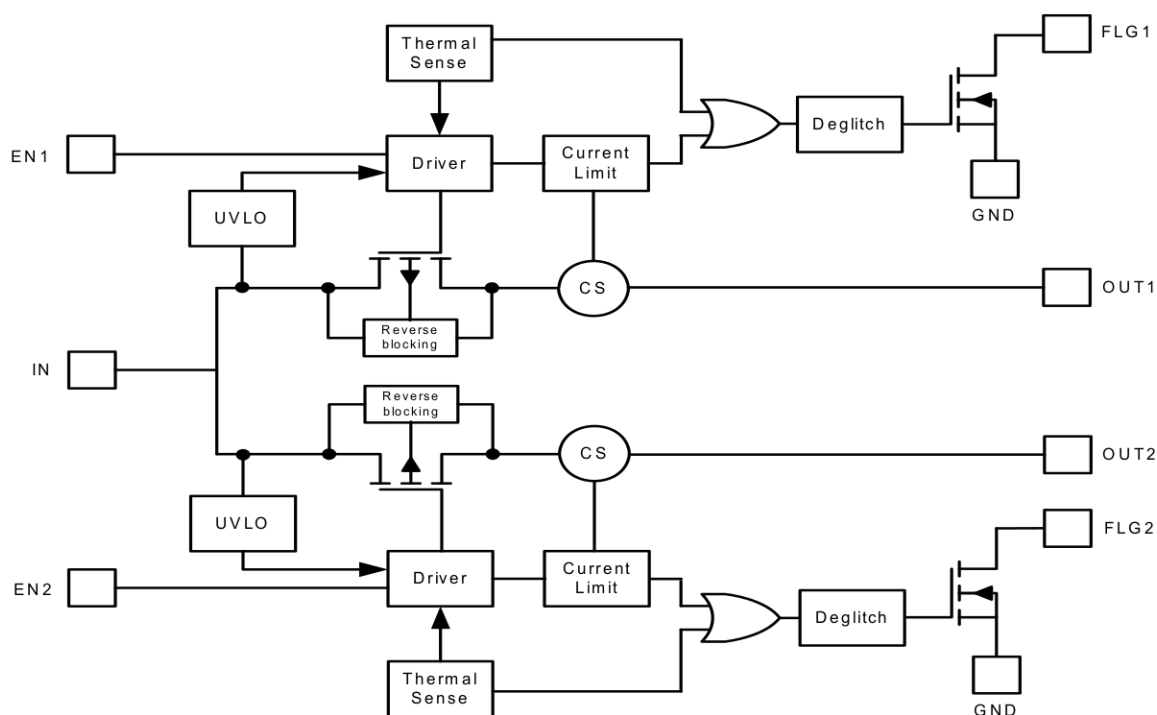 Thermal
Sense
FLG1
Deglitch
EN1
Driver
Current
Limit
UVLO
GND
CS
OUT1
Reverse
blocking
IN
Reverse
blocking
CS
OUT2
UVLO
FLG2
Driver
Current
Limit
EN2
Deglitch
Thermal
Sense
GND